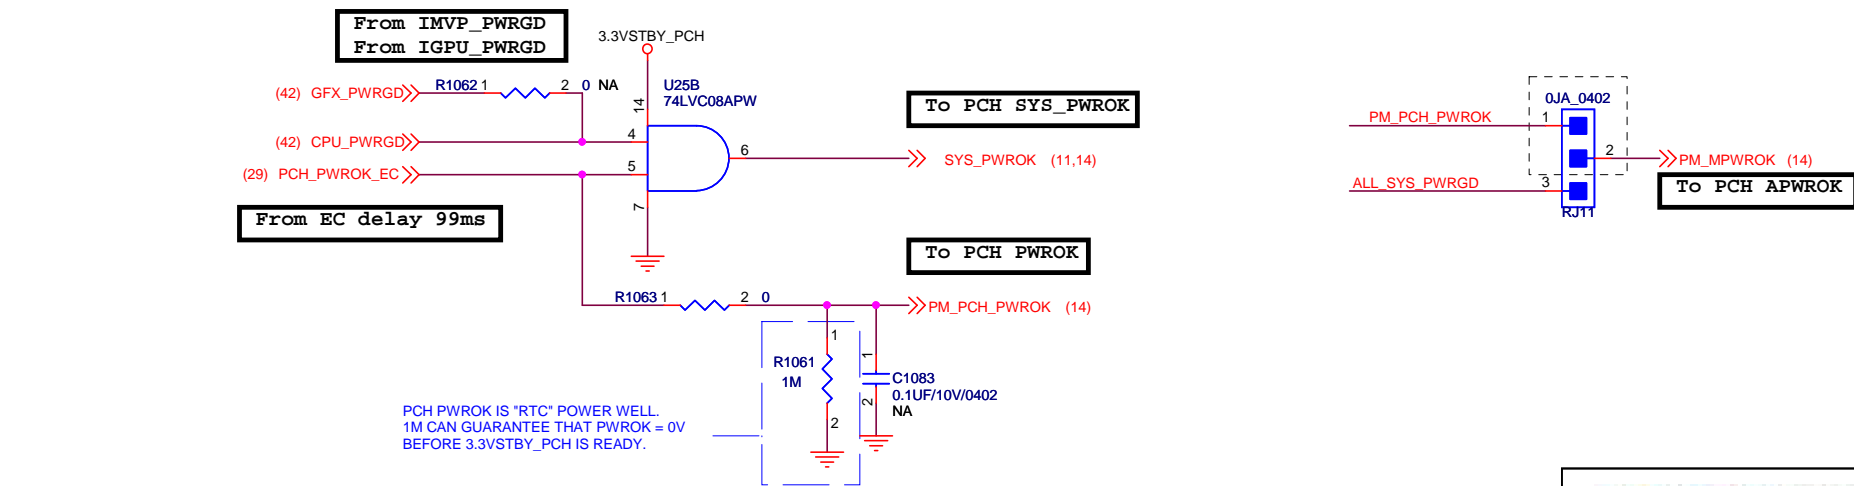 From IMVP_PWRGD
From IGPU_PWRGD
3.3VSTBY_PCH
(42) GFX_PWRGD
R1062 1
2 0 NA
14
U25B
74LVC08APW
(42) CPU_PWRGD
4
(29) PCH_PWROK_EC
5
6
7
To PCH SYS_PWROK
SYS_PWROK (11,14)
From EC delay 99ms
To PCH PWROK
R1063 1
2 0
PM_PCH_PWROK (14)
1
R1061
1M
2
1
C1083
0.1UF/10V/0402
NA
2
PCH PWROK IS "RTC" POWER WELL.
1M CAN GUARANTEE THAT PWROK = 0V
BEFORE 3.3VSTBY_PCH IS READY.
0JA_0402
PM_PCH_PWROK
1
2
PM_MPWROK (14)
ALL_SYS_PWRGD
3
RJ11
To PCH APWROK